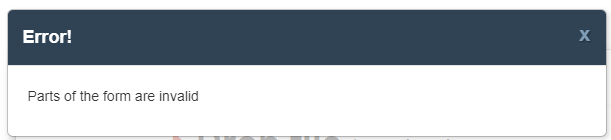 Error! x
Parts of the form are invalid